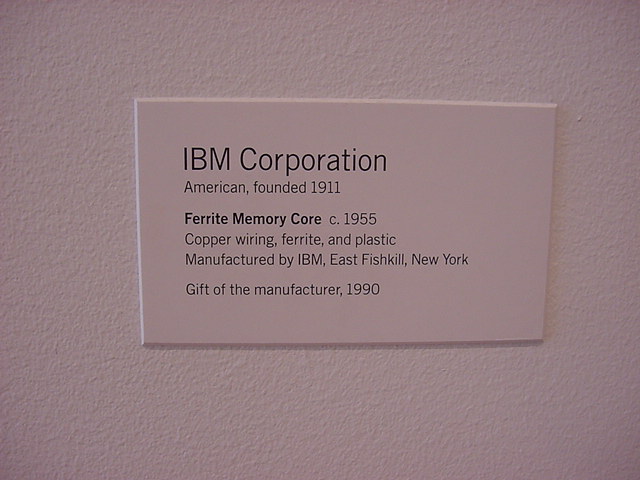 IBM Corporation
American, founded 1911
Ferrite Memory Core c. 1955
Copper wiring, ferrite, and plastic
Manufactured by IBM, East Fishkill, New York
Gift of the manufacturer, 1990